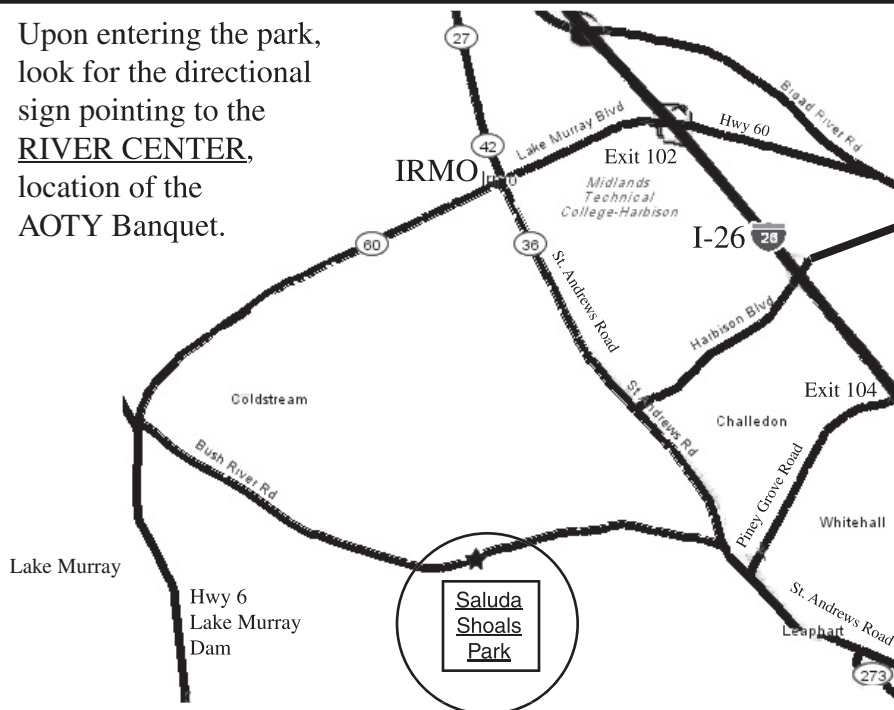 Upon entering the park,
look for the directional
sign pointing to the
RIVER CENTER,
location of the
AOTY Banquet.
27
42
IRMO
Lake Murray Blvd
Exit 102
Hwy 60
Broad River Rd
Midlands
Technical
College-Harbison
I-26
26
60
36
St. Andrews Road
Harbison Blvd
Exit 104
St Andrews Rd
Challedon
Coldstream
Bush River Rd
Piney Grove Road
Whitehall
Lake Murray
Hwy 6
Lake Murray
Dam
Saluda
Shoals
Park
St. Andrews Road
Leaphart
273